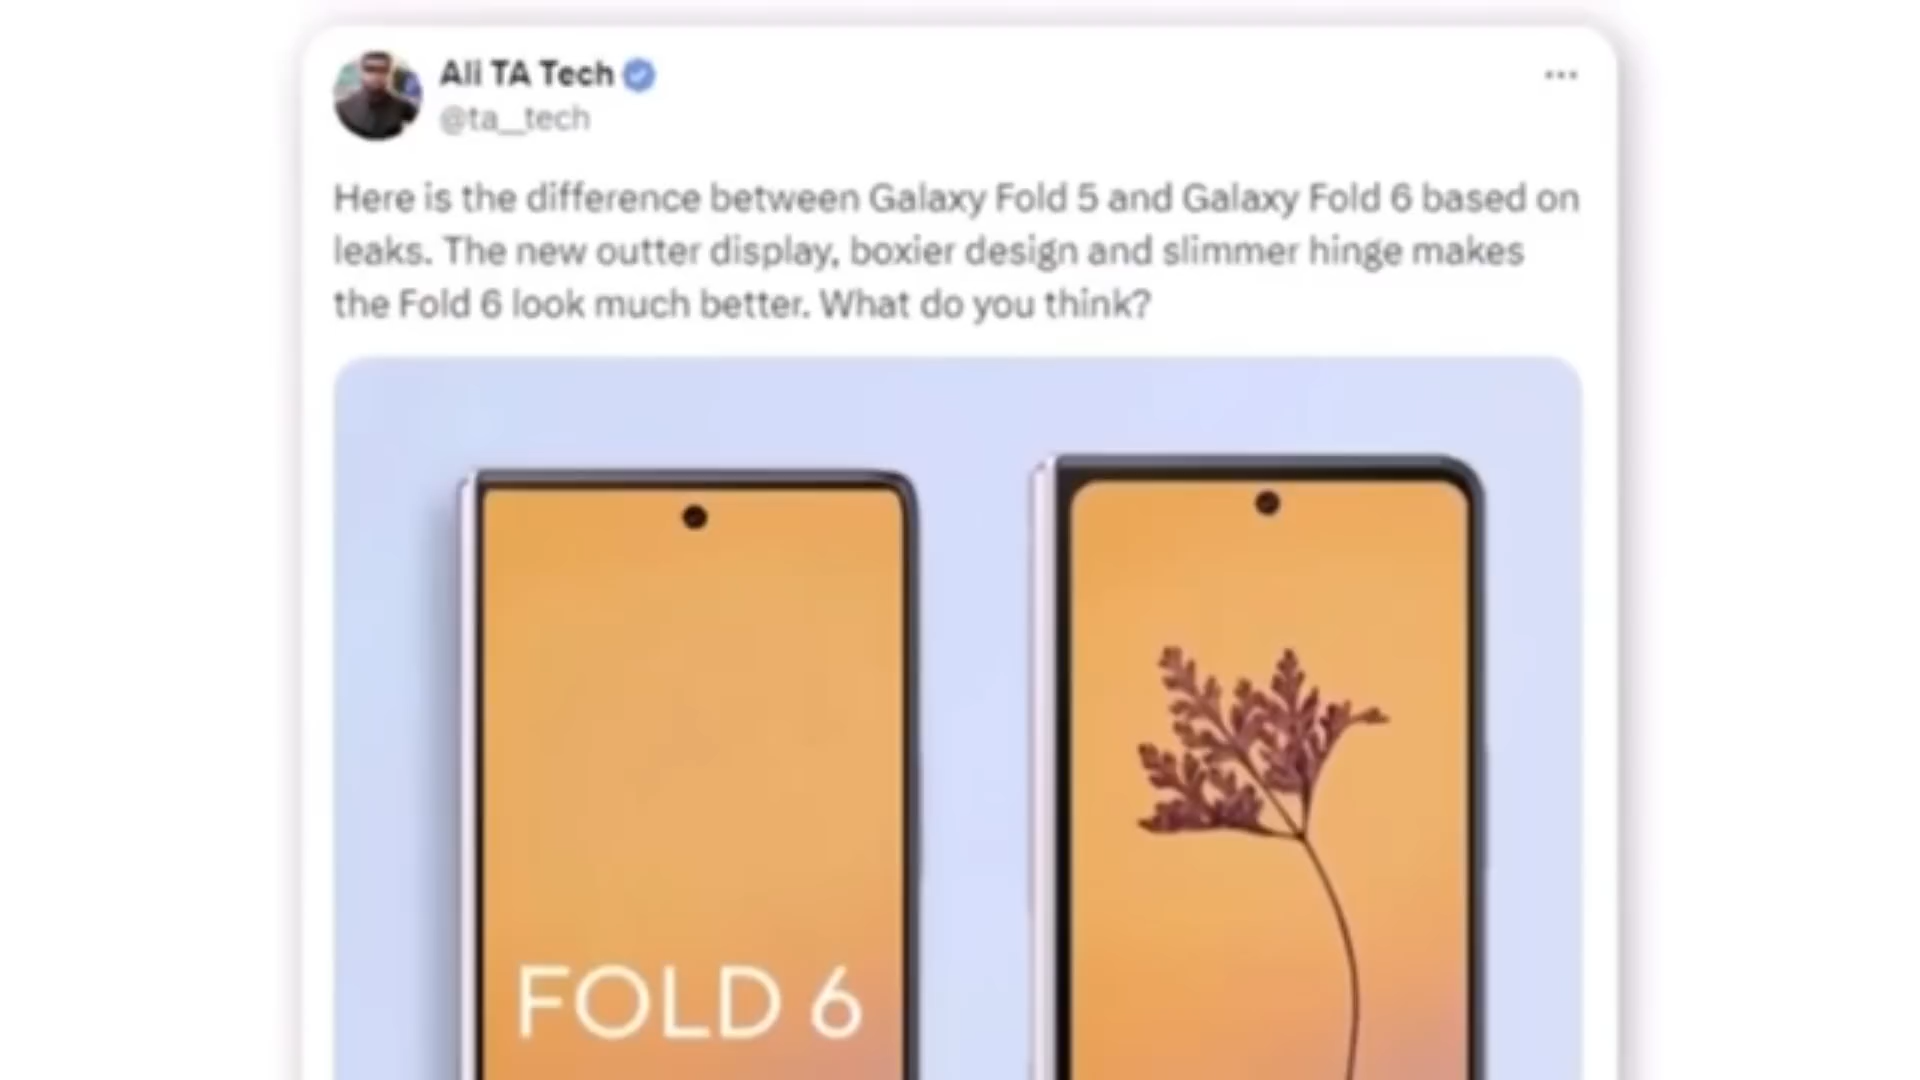 Ali TA Tech
@ta__tech
Here is the difference between Galaxy Fold 5 and Galaxy Fold 6 based on
leaks. The new outter display, boxier design and slimmer hinge makes
the Fold 6 look much better. What do you think?
FOLD 6